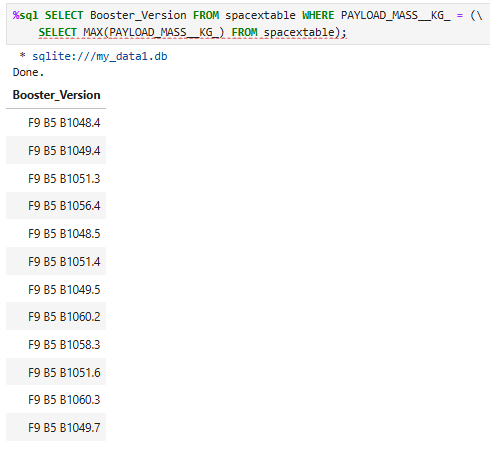 %sql SELECT Booster_Version FROM spacextable WHERE PAYLOAD_MASS__KG_ = (\
SELECT MAX(PAYLOAD_MASS__KG_) FROM spacextable);
* sqlite:///my_data1.db
Done.
Booster_Version
F9 B5 B1048.4
F9 B5 B1049.4
F9 B5 B1051.3
F9 B5 B1056.4
F9 B5 B1048.5
F9 B5 B1051.4
F9 B5 B1049.5
F9 B5 B1060.2
F9 B5 B1058.3
F9 B5 B1051.6
F9 B5 B1060.3
F9 B5 B1049.7